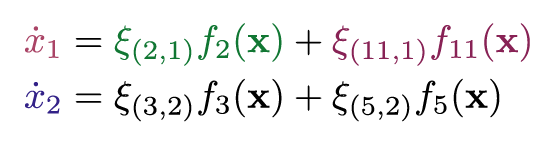 ẋ₁ = ξ₍₂,₁₎f₂(𝐱) + ξ₍₁₁,₁₎f₁₁(𝐱)
ẋ₂ = ξ₍₃,₂₎f₃(𝐱) + ξ₍₅,₂₎f₅(𝐱)